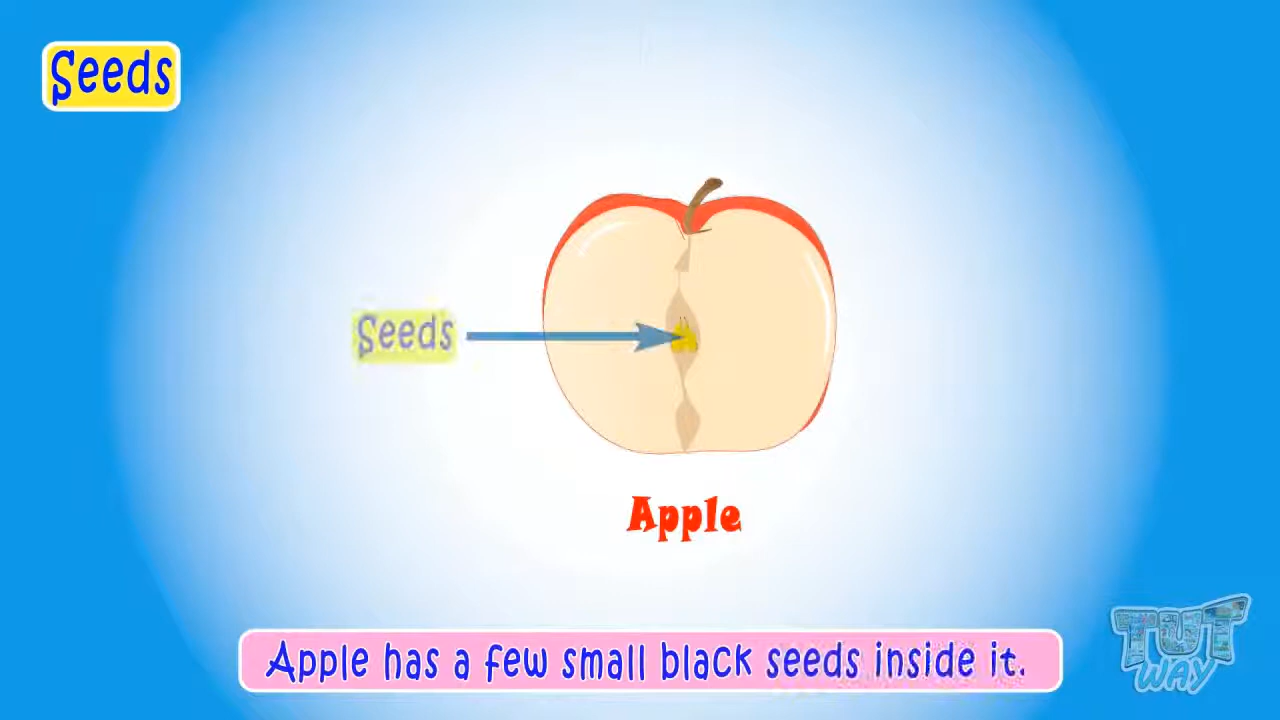 Seeds
Seeds
Apple
Apple has a few small black seeds inside it.
TUT
WAY